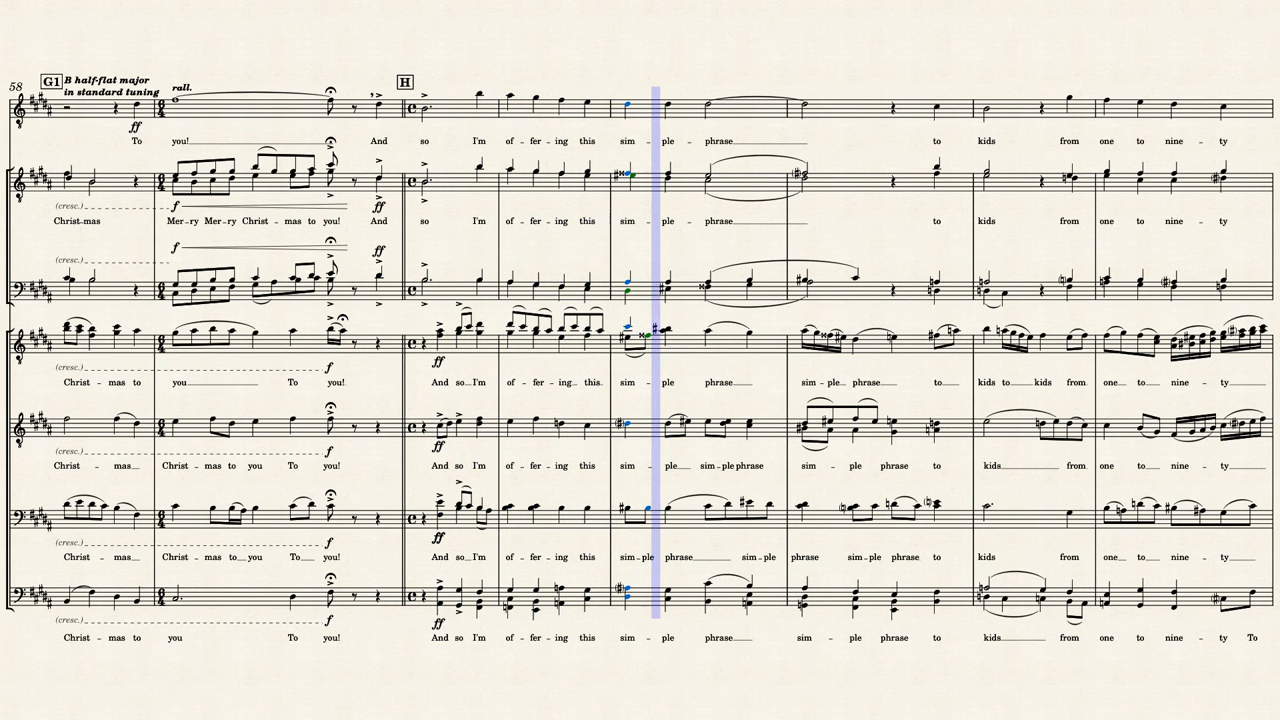 58 G1 B half-flat major
in standard tuning rall. H
ff
To you! And so I'm of - fer - ing this sim - ple - phrase to kids from one to nine - ty
(cresc.) f ff
Christ-mas Mer-ry Mer-ry Christ - mas to you! And so I'm of - fer - ing this sim - ple - phrase to kids from one to nine - ty
f ff
(cresc.)
(cresc.) f ff
Christ - mas to you To you! And so I'm of - fer - ing this sim - ple phrase sim - ple phrase to kids to kids from one to nine - ty
(cresc.) f ff
Christ - mas Christ - mas to you To you! And so I'm of - fer - ing this sim - ple sim - ple phrase sim - ple phrase to kids from one to nine - ty
(cresc.) f ff
Christ - mas Christ - mas to you To you! And so I'm of - fer - ing this sim - ple phrase sim - ple phrase sim - ple phrase to kids from one to nine - ty
(cresc.) f ff
Christ - mas to you To you! And so I'm of - fer - ing this sim - ple phrase sim - ple phrase to kids from one to nine - ty To